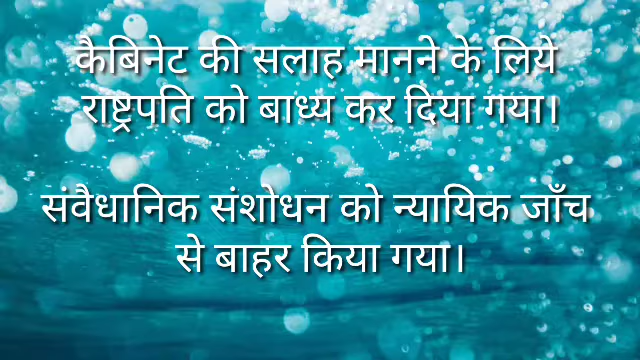 कैबिनेट की सलाह मानने के लिये
राष्ट्रपति को बाध्य कर दिया गया।
संवैधानिक संशोधन को न्यायिक जाँच
से बाहर किया गया।